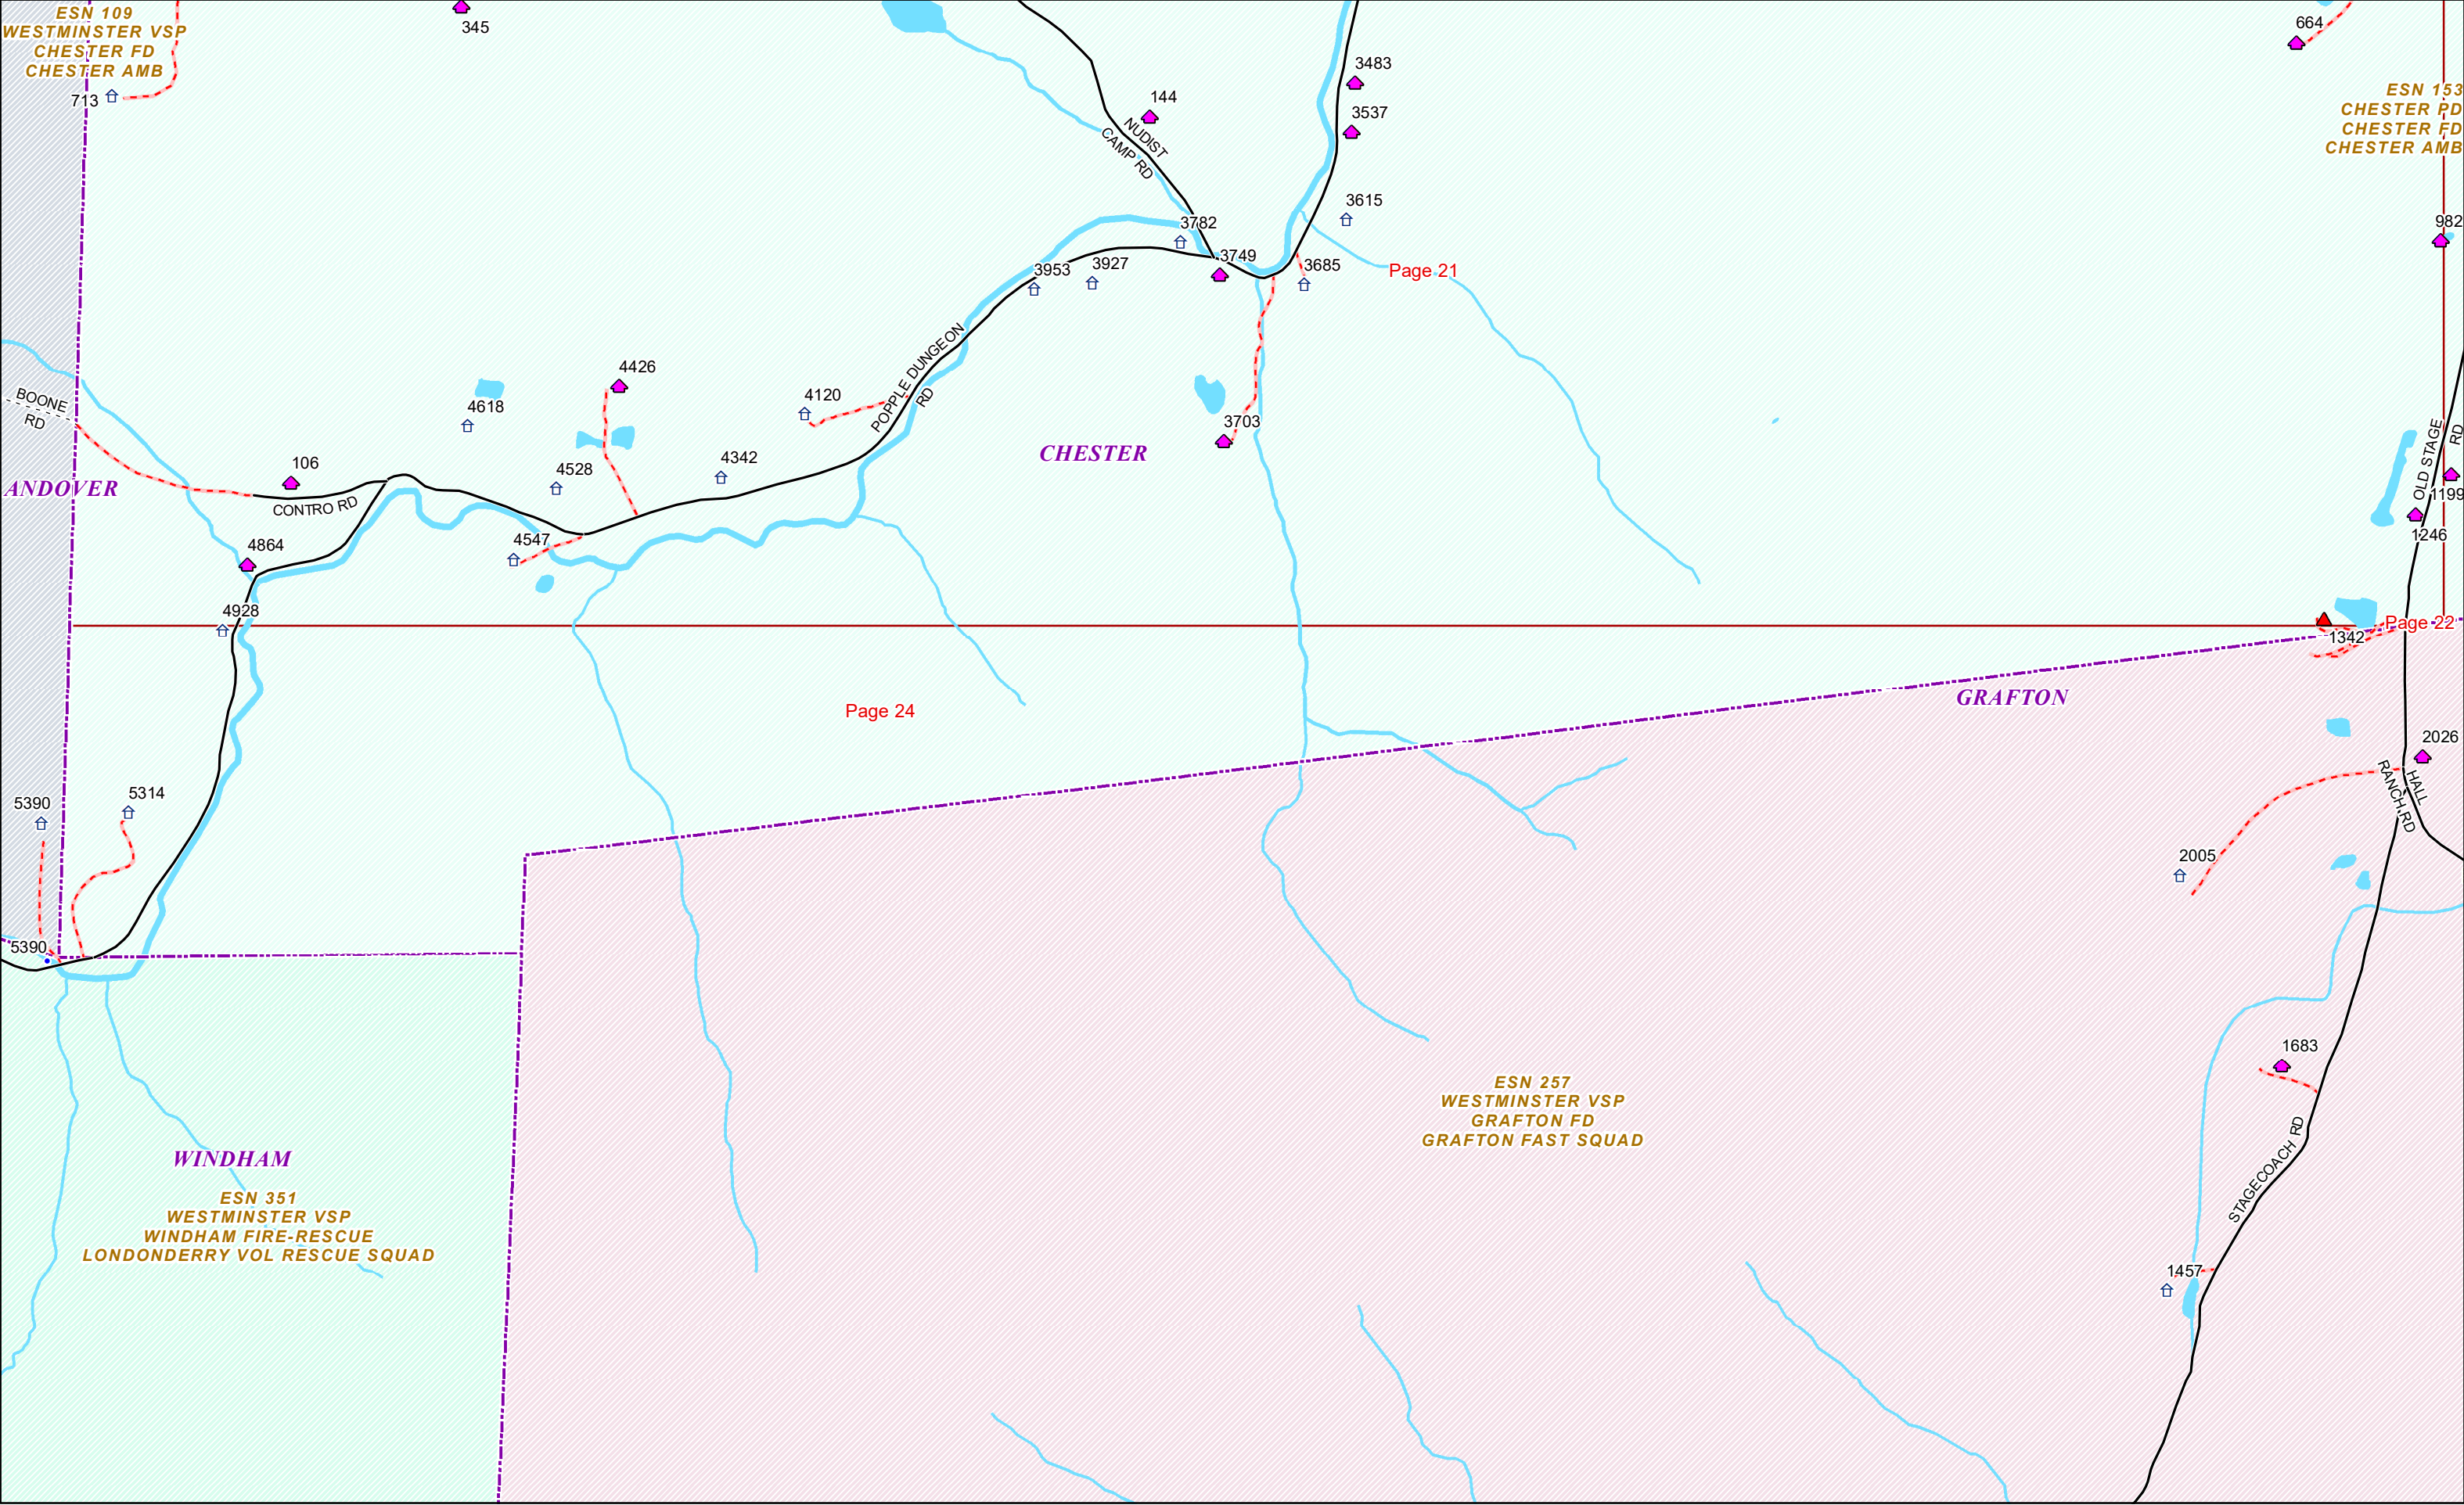 ESN 109
WESTMINSTER VSP
CHESTER FD
CHESTER AMB
713
345
664
3483
144
3537
NUDIST
CAMP RD
ESN 153
CHESTER PD
CHESTER FD
CHESTER AMB
3615
3782
982
3749
3685
3953
3927
Page 21
POPPLE DUNGEON
RD
4426
4120
BOONE
RD
4618
3703
CHESTER
OLD STAGE
RD
106
4528
4342
ANDOVER
CONTRO RD
1199
1246
4547
4864
4928
Page 22
1342
Page 24
GRAFTON
2026
HALL
RANCH RD
5390
5314
2005
5390
1683
ESN 257
WESTMINSTER VSP
GRAFTON FD
GRAFTON FAST SQUAD
STAGECOACH RD
WINDHAM
ESN 351
WESTMINSTER VSP
WINDHAM FIRE-RESCUE
LONDONDERRY VOL RESCUE SQUAD
1457